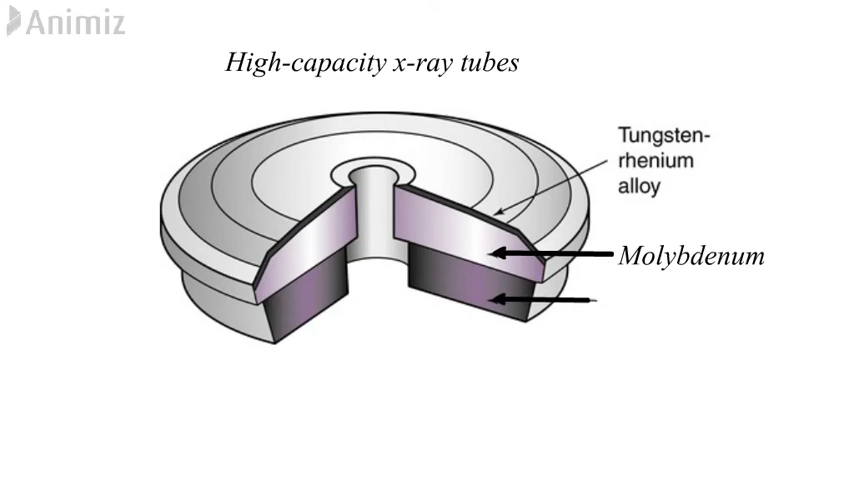 Animiz
High-capacity x-ray tubes
Tungsten-
rhenium
alloy
Molybdenum